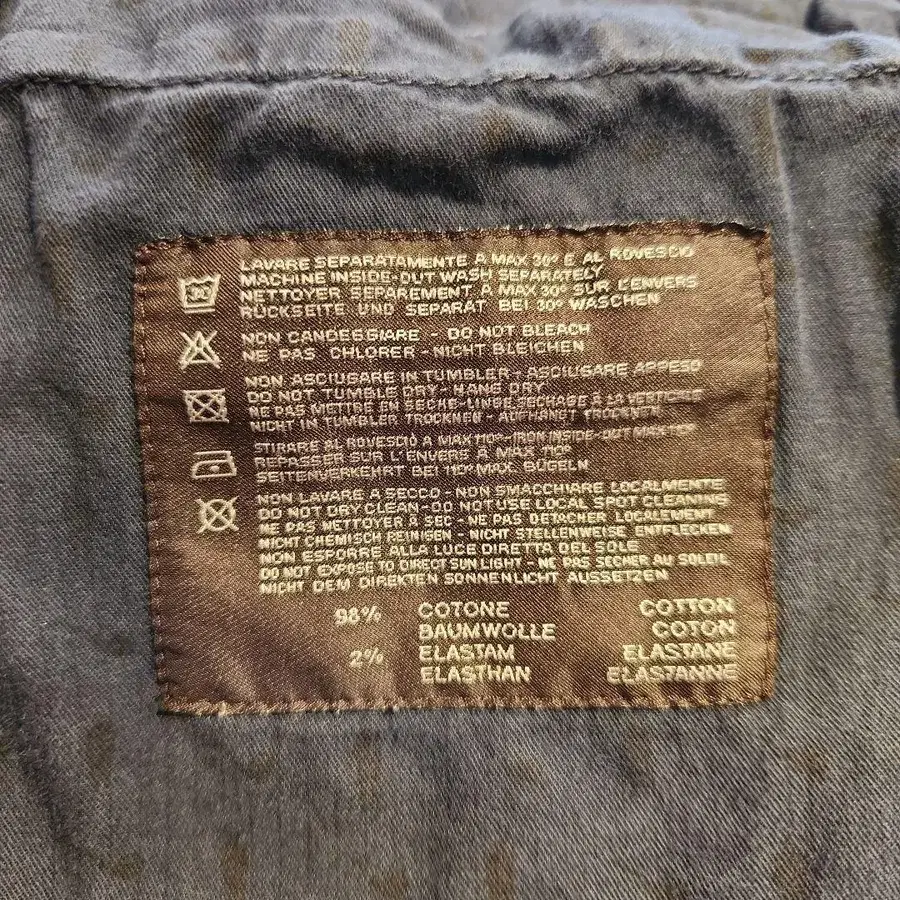 LAVARE SEPARATAMENTE A MAX 30° E AL ROVESCIO
MACHINE INSIDE-OUT WASH SEPARATELY
NETTOYER SEPAREMENT A MAX 30° SUR L'ENVERS
RÜCKSEITE UND SEPARAT BEI 30° WASCHEN
30
NON CANDEGGIARE - DO NOT BLEACH
NE PAS CHLORER - NICHT BLEICHEN
NON ASCIUGARE IN TUMBLER - ASCIUGARE APPESO
DO NOT TUMBLE DRY - HANG DRY
NE PAS METTRE EN SECHE-LINGE SECHAGE A LA VERTICALE
NICHT IN TUMBLER TROCKNEN - AUFHÄNGT TROCKNEN
STIRARE AL ROVESCIO A MAX 110° - IRON INSIDE-OUT MAX 110°
REPASSER SUR L'ENVERS A MAX 110°
SEITENVERKEHRT BEI 110° MAX. BÜGELN
NON LAVARE A SECCO - NON SMACCHIARE LOCALMENTE
DO NOT DRY CLEAN - DO NOT USE LOCAL SPOT CLEANING
NE PAS NETTOYER A SEC - NE PAS DETACHER LOCALEMENT
NICHT CHEMISCH REINIGEN - NICHT STELLENWEISE ENTFLECKEN
NON ESPORRE ALLA LUCE DIRETTA DEL SOLE
DO NOT EXPOSE TO DIRECT SUN LIGHT - NE PAS SECHER AU SOLEIL
NICHT DEM DIREKTEN SONNENLICHT AUSSETZEN
98% COTONE COTTON
BAUMWOLLE COTON
2% ELASTAM ELASTANE
ELASTHAN ELASTANNE